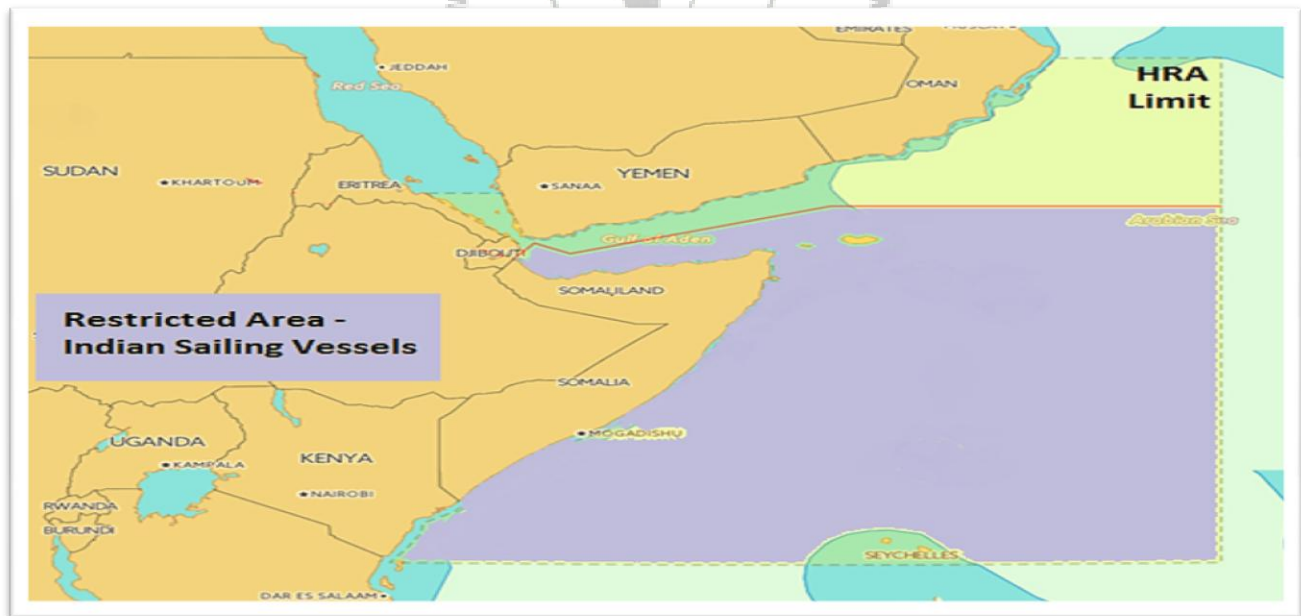 EMIRATES
JEDDAH
Red Sea
OMAN
HRA
Limit
SUDAN
KHARTOUM
ERITREA
SANAA
YEMEN
Arabian Sea
Gulf of Aden
DJIBOUTI
SOMALILAND
Restricted Area -
Indian Sailing Vessels
SOMALIA
MOGADISHU
UGANDA
KAMPALA
KENYA
NAIROBI
RWANDA
BURUNDI
SEYCHELLES
DAR ES SALAAM